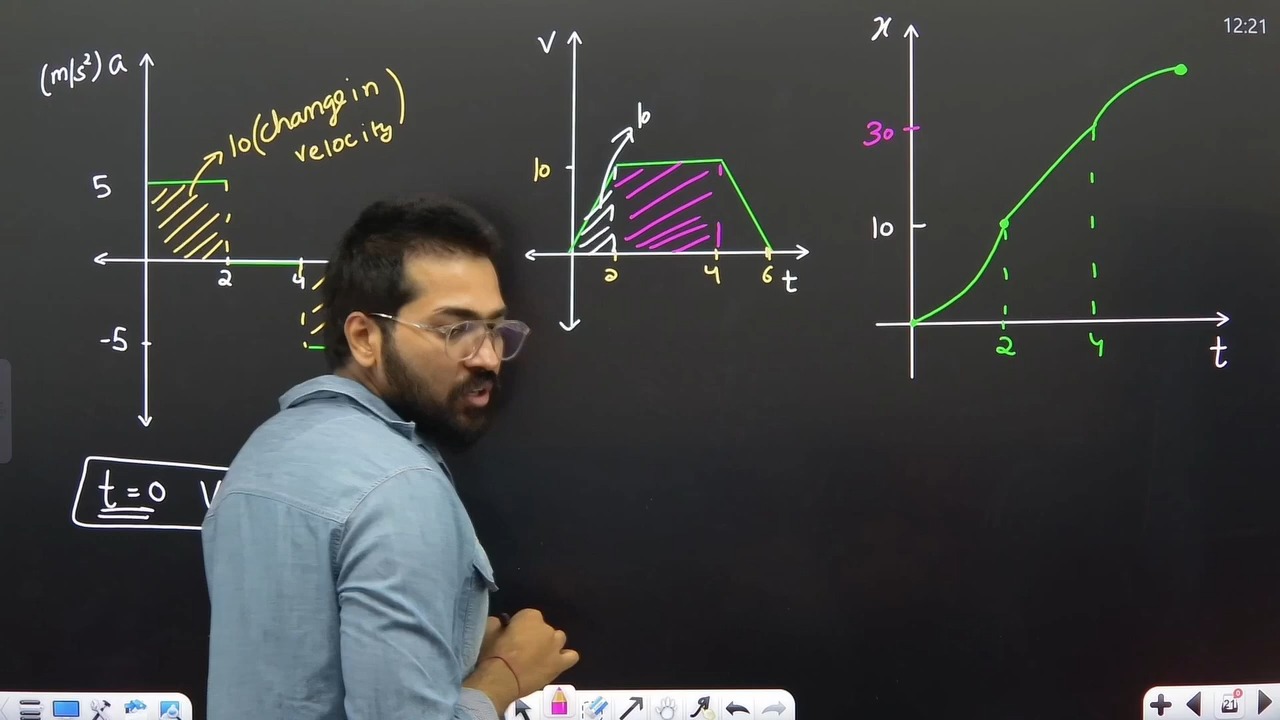 12:21
(m/s²) a
10 (change in
velocity)
5
2
4
-5
t = 0
V
10
10
2
4
6
t
x
30
10
2
4
t
21